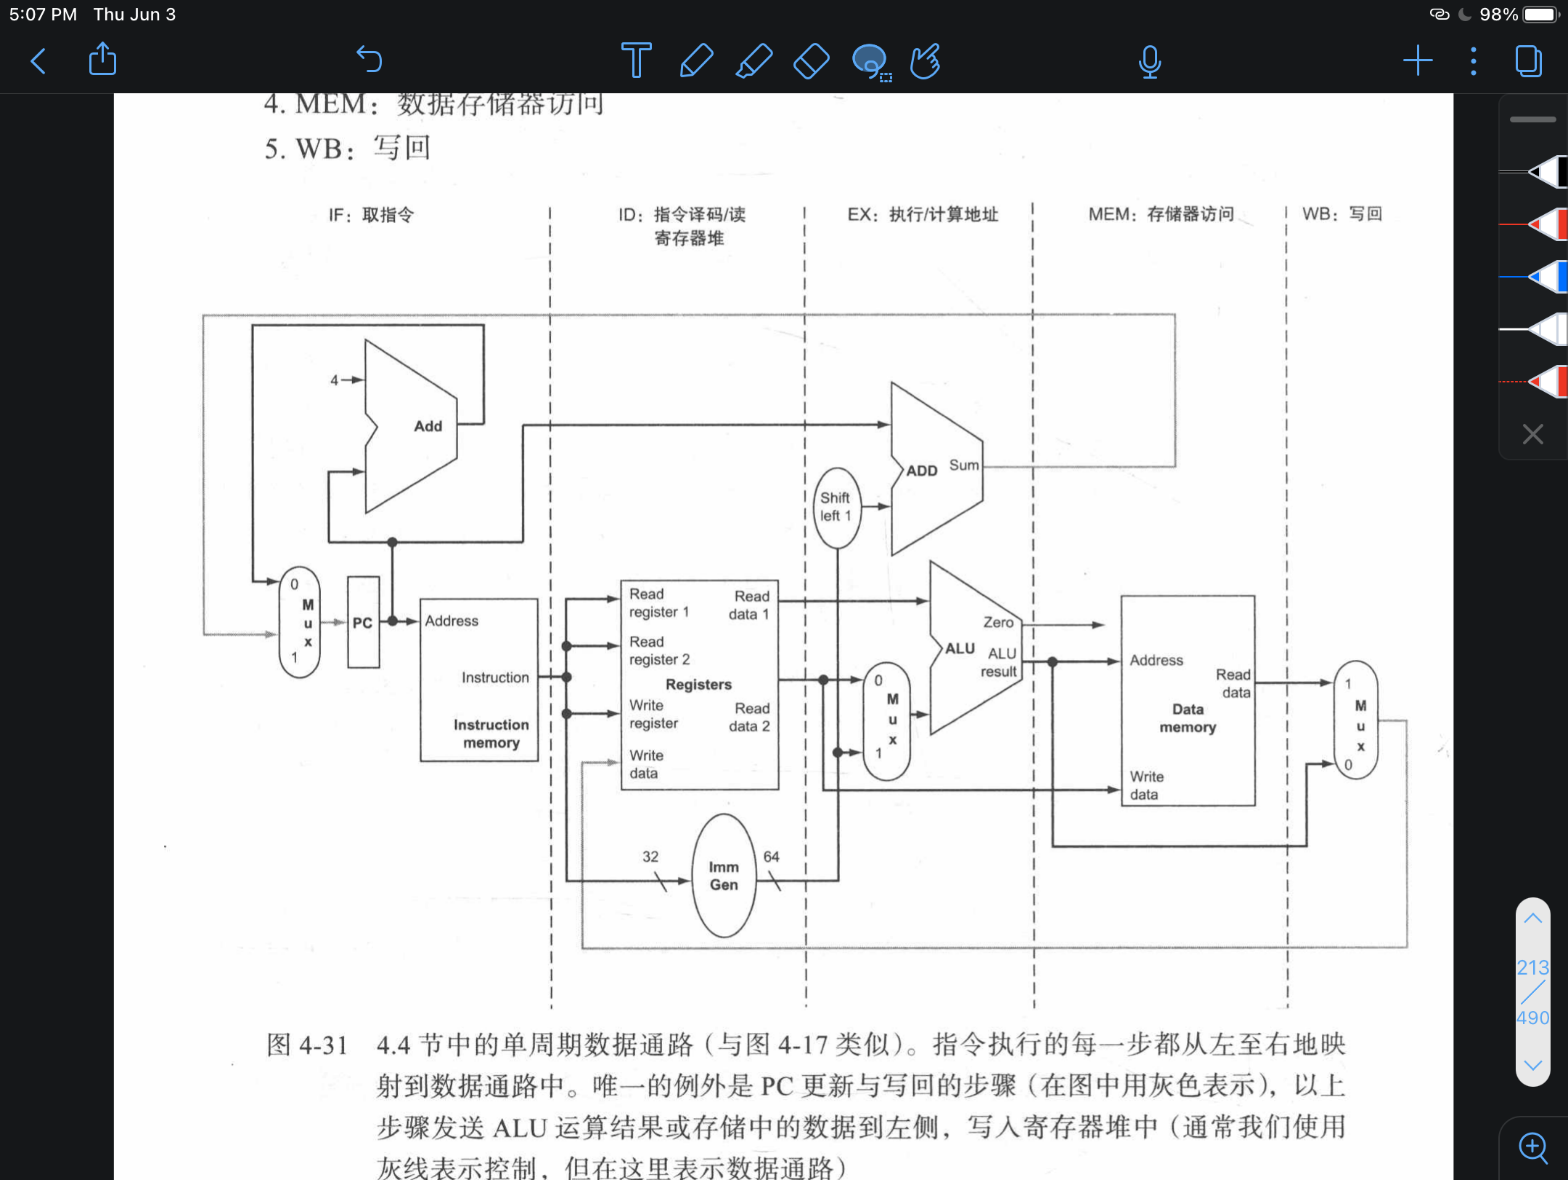 5:07 PM Thu Jun 3
98%
4. MEM：数据存储器访问
5. WB：写回
IF：取指令
ID：指令译码/读
寄存器堆
EX：执行/计算地址
MEM：存储器访问
WB：写回
4
Add
ADD Sum
Shift
left 1
0
M
u
x
1
PC
Address
Instruction
Instruction
memory
Read
register 1
Read
data 1
Read
register 2
Registers
Write
register
Read
data 2
Write
data
0
M
u
x
1
Zero
ALU
ALU
result
Address
Read
data
Data
memory
Write
data
1
M
u
x
0
32
Imm
Gen
64
图 4-31 4.4 节中的单周期数据通路（与图 4-17 类似）。指令执行的每一步都从左至右地映
射到数据通路中。唯一的例外是 PC 更新与写回的步骤（在图中用灰色表示），以上
步骤发送 ALU 运算结果或存储中的数据到左侧，写入寄存器堆中（通常我们使用
灰线表示控制，但在这里表示数据通路）
213
490